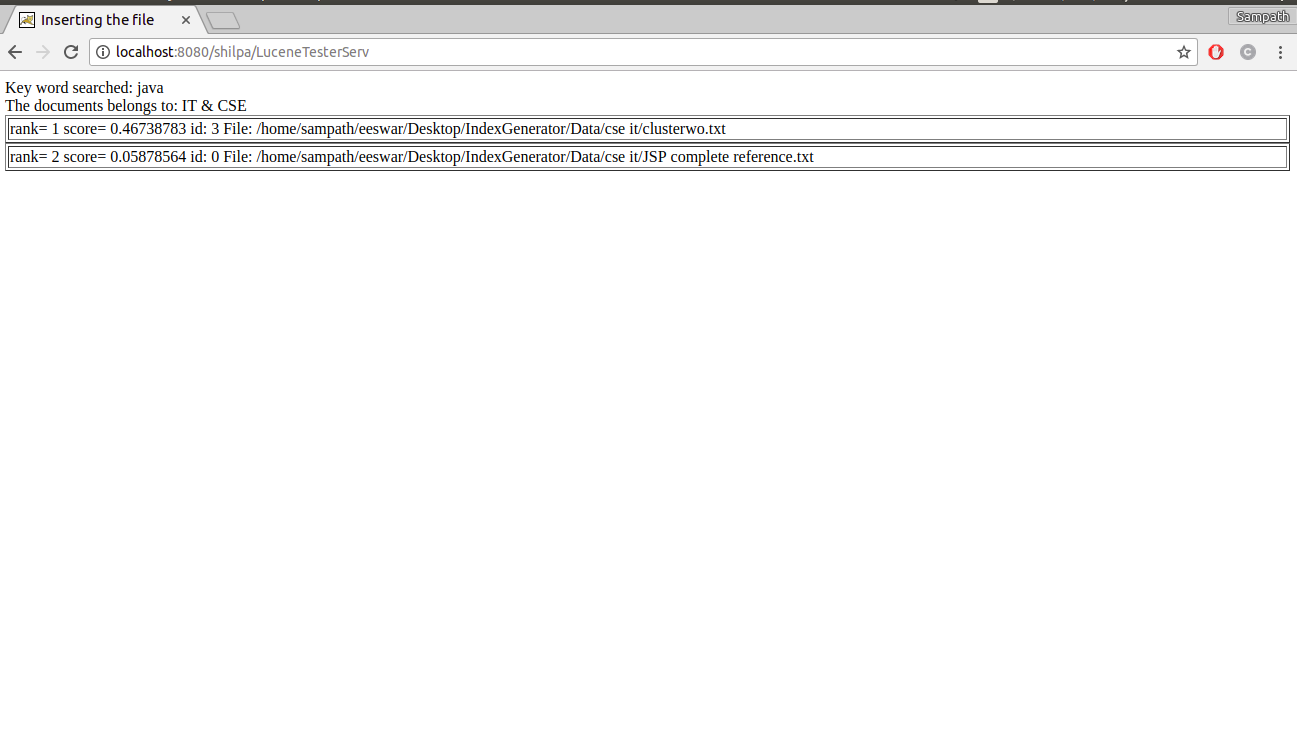 Inserting the file
Sampath
localhost:8080/shilpa/LuceneTesterServ
Key word searched: java
The documents belongs to: IT & CSE
rank= 1 score= 0.46738783 id: 3 File: /home/sampath/eeswar/Desktop/IndexGenerator/Data/cse it/clusterwo.txt
rank= 2 score= 0.05878564 id: 0 File: /home/sampath/eeswar/Desktop/IndexGenerator/Data/cse it/JSP complete reference.txt